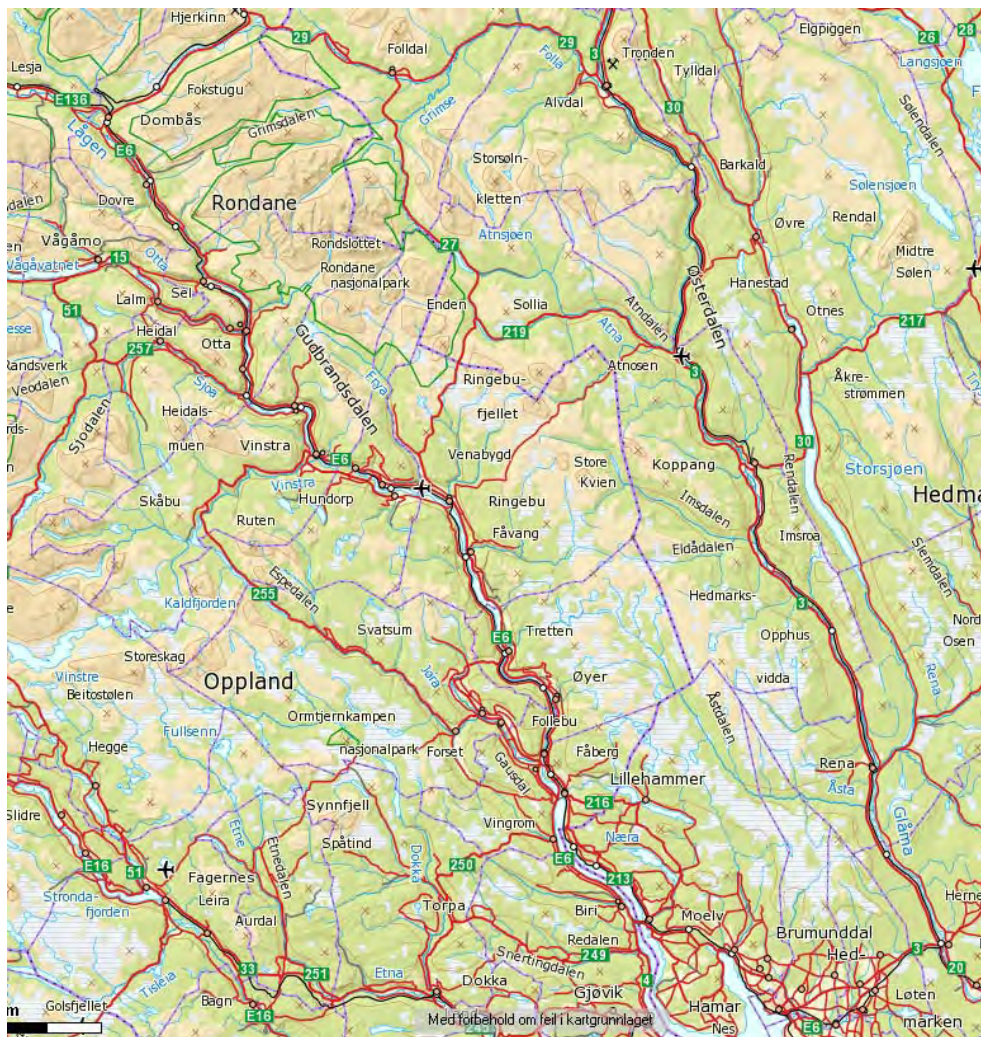 Hjerkinn
Elgpiggen
29
Folldal
29
3
Tronden
26
28
Folla
Langsjøen
Lesja
Tylldal
Fokstugu
E136
Grimse
Alvdal
30
Dombås
Grimsdalen
Sølendalen
Lågen
E6
Storsøln-
kletten
Barkald
Sølensjøen
Dovre
Rondane
Atnsjøen
Øvre
Rendal
Vågåmo
Rondslottet
27
Midtre
Sølen
15
Otta
Vågåvatnet
Rondane
nasjonalpark
Østerdalen
Hanestad
Lalm
Sel
Enden
Sollia
Atndalen
51
Otnes
Heidal
219
Atna
217
257
Otta
Gudbrandsdalen
Randsverk
Atnosen
3
Veodalen
Sjoa
Frya
Ringebu-
fjellet
Åkre-
strømmen
Sjodalen
Heidals-
muen
Vinstra
30
E6
Venabygd
Store
Kvien
Koppang
Rendalen
Storsjøen
Skåbu
Vinstra
Hundorp
Ringebu
Imsdalen
Ruten
Fåvang
Eldådalen
Imsroa
Slemdalen
Espedalen
255
Kaldfjorden
Hedmarks-
vidda
3
Nord
Osen
Svatsum
E6
Tretten
Opphus
Storeskag
Vinstre
Oppland
Jøra
Øyer
Rena
Beitostølen
Åstdalen
Ormtjernkampen
nasjonalpark
Follebu
Fullsenn
Hegge
Forset
Gausdal
Fåberg
Rena
Lillehammer
Åsta
Slidre
Synnfjell
216
Etne
Vingrom
Glåma
Spåtind
Næra
Etnedalen
Dokka
250
E6
E16
51
Fagernes
213
Stronda-
fjorden
Leira
Torpa
Biri
Aurdal
Moelv
Redalen
Brumunddal
Snertingdalen
249
3
33
251
Etna
Hed-
marken
4
20
Tisleia
Dokka
Golsfjellet
Bagn
Gjøvik
Hamar
Løten
E16
Med forbehold om feil i kartgrunnlaget
Nes
E6
m